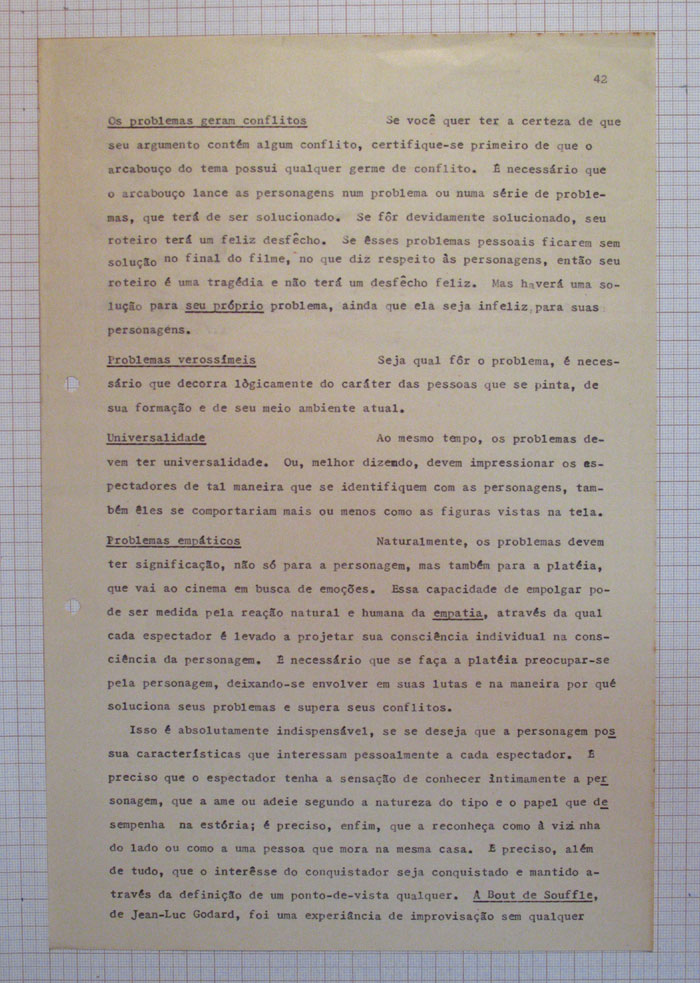 42
Os problemas geram conflitos Se você quer ter a certeza de que
seu argumento contém algum conflito, certifique-se primeiro de que o
arcabouço do tema possui qualquer germe de conflito. É necessário que
o arcabouço lance as personagens num problema ou numa série de proble-
mas, que terá de ser solucionado. Se fôr devidamente solucionado, seu
roteiro terá um feliz desfêcho. Se êsses problemas pessoais ficarem sem
solução no final do filme, no que diz respeito às personagens, então seu
roteiro é uma tragédia e não terá um desfêcho feliz. Mas haverá uma so-
lução para seu próprio problema, ainda que ela seja infeliz para suas
personagens.
Problemas verossímeis Seja qual fôr o problema, é neces-
sário que decorra lògicamente do caráter das pessoas que se pinta, de
sua formação e de seu meio ambiente atual.
Universalidade Ao mesmo tempo, os problemas de-
vem ter universalidade. Ou, melhor dizendo, devem impressionar os es-
pectadores de tal maneira que se identifiquem com as personagens, tam-
bém êles se comportariam mais ou menos como as figuras vistas na tela.
Problemas empáticos Naturalmente, os problemas devem
ter significação, não só para a personagem, mas também para a platéia,
que vai ao cinema em busca de emoções. Essa capacidade de empolgar po-
de ser medida pela reação natural e humana da empatia, através da qual
cada espectador é levado a projetar sua consciência individual na cons-
ciência da personagem. É necessário que se faça a platéia preocupar-se
pela personagem, deixando-se envolver em suas lutas e na maneira por quê
soluciona seus problemas e supera seus conflitos.
Isso é absolutamente indispensável, se se deseja que a personagem pos
sua características que interessam pessoalmente a cada espectador. É
preciso que o espectador tenha a sensação de conhecer ìntimamente a per
sonagem, que a ame ou adeie segundo a natureza do tipo e o papel que de
sempenha na estória; é preciso, enfim, que a reconheça como à vizinha
do lado ou como a uma pessoa que mora na mesma casa. É preciso, além
de tudo, que o interêsse do conquistador seja conquistado e mantido a-
través da definição de um ponto-de-vista qualquer. A Bout de Souffle,
de Jean-Luc Godard, foi uma experiância de improvisação sem qualquer